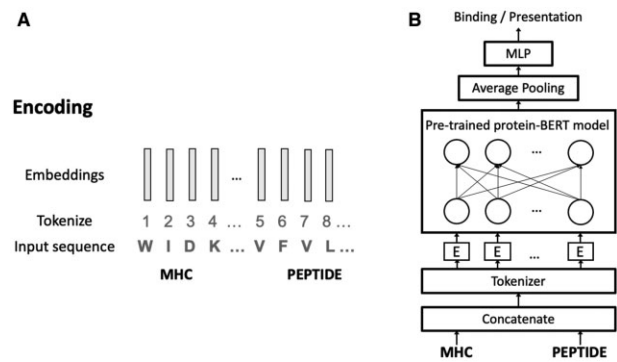 A
Encoding
Embeddings
...
Tokenize 1 2 3 4 ... 5 6 7 8 ...
Input sequence W I D K ... V F V L ...
MHC PEPTIDE
B
Binding / Presentation
MLP
Average Pooling
Pre-trained protein-BERT model
...
...
E E ... E
Tokenizer
Concatenate
MHC PEPTIDE